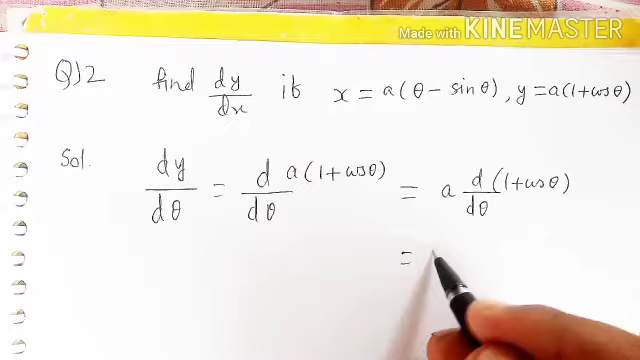 Made with KINEMASTER
Q)2 find dy/dx if x = a(θ - sinθ), y = a(1+cosθ)
Sol. dy/dθ = d/dθ a(1+cosθ) = a d/dθ (1+cosθ)
=